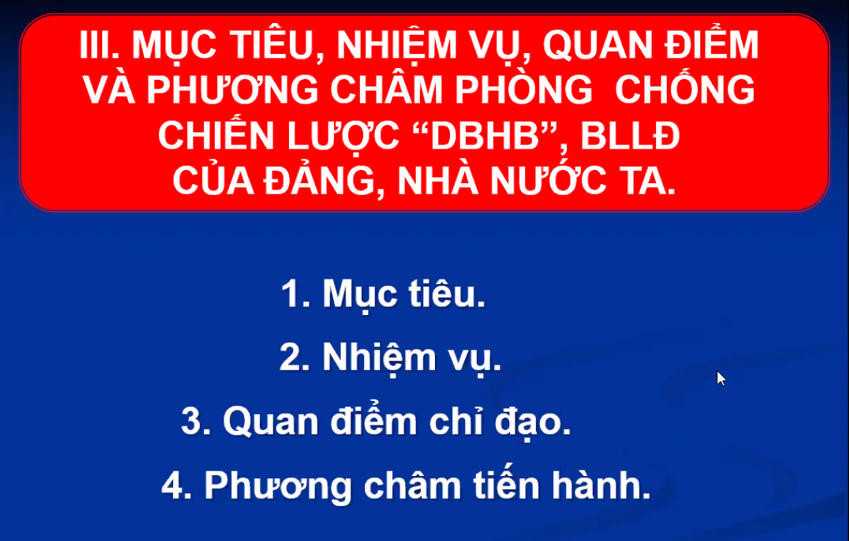 III. MỤC TIÊU, NHIỆM VỤ, QUAN ĐIỂM
VÀ PHƯƠNG CHÂM PHÒNG CHỐNG
CHIẾN LƯỢC “DBHB”, BLLĐ
CỦA ĐẢNG, NHÀ NƯỚC TA.
1. Mục tiêu.
2. Nhiệm vụ.
3. Quan điểm chỉ đạo.
4. Phương châm tiến hành.